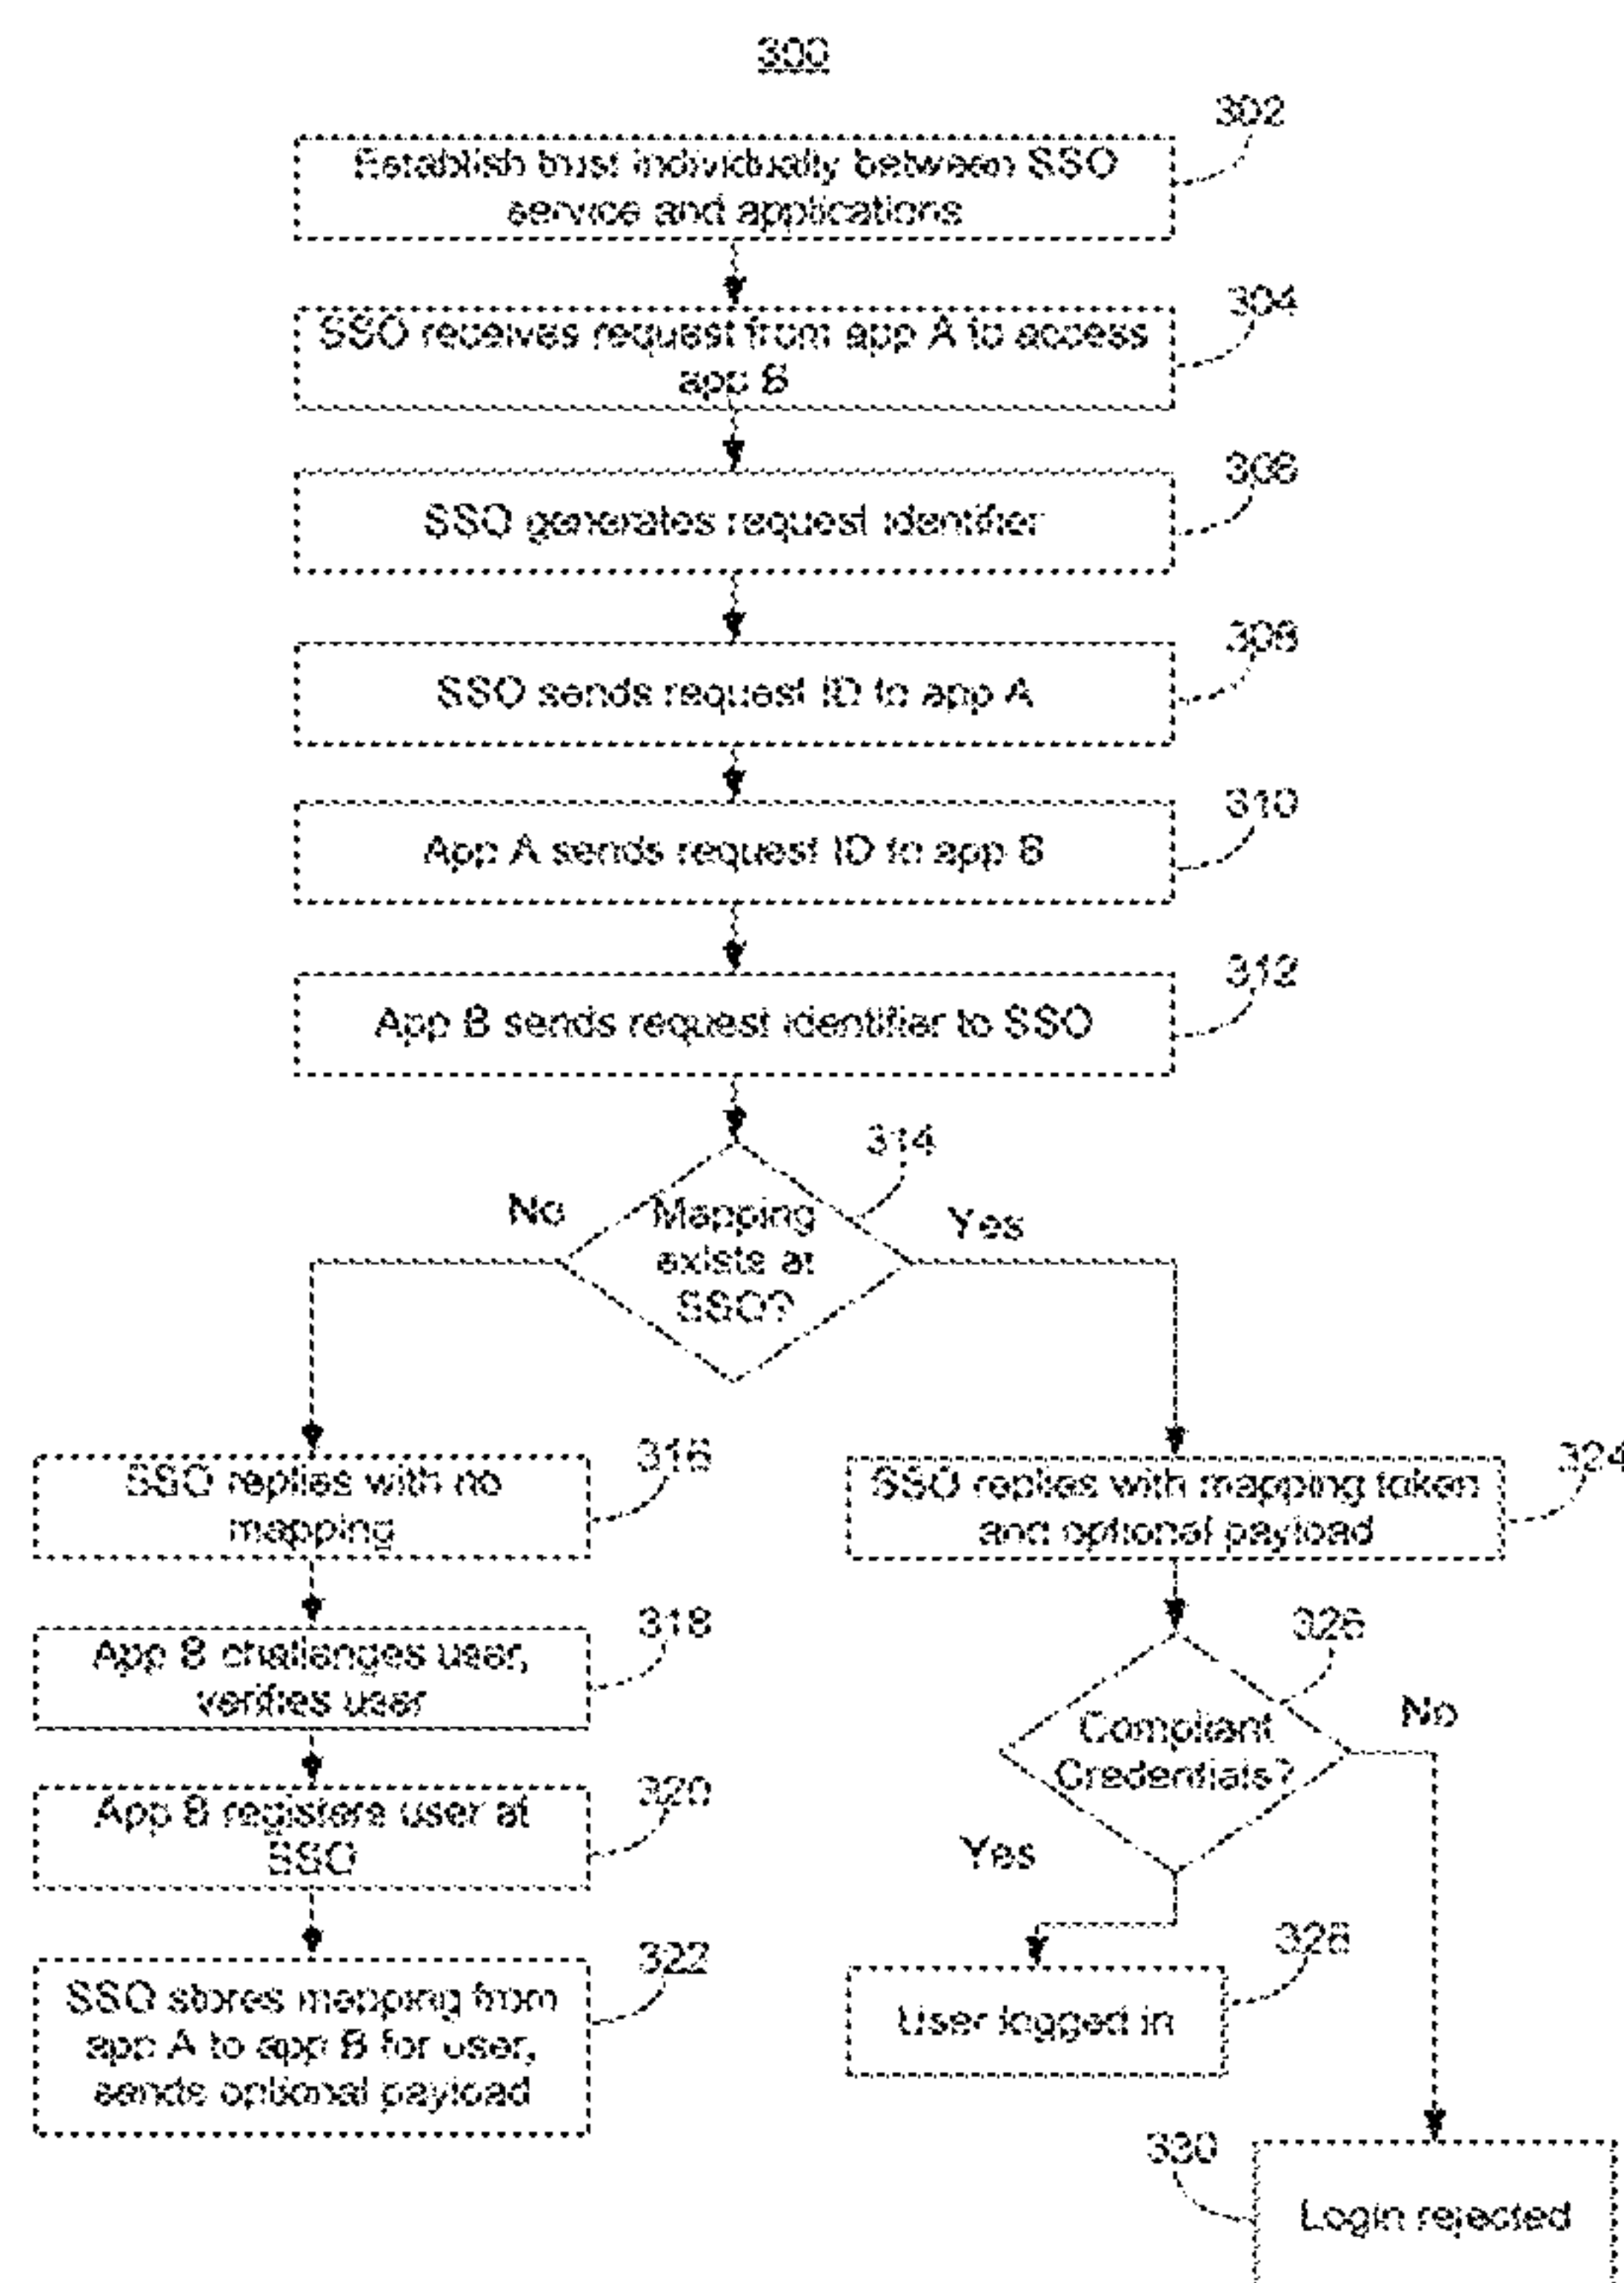 300
302
Establish trust individually between SSO
service and applications
304
SSO receives request from app A to access
app B
306
SSO generates request identifier
308
SSO sends request ID to app A
310
App A sends request ID to app B
312
App B sends request identifier to SSO
314
No
Yes
Mapping
exists at
SSO?
316
SSO replies with no
mapping
318
App B challenges user,
verifies user
320
App B registers user at
SSO
322
SSO stores mapping from
app A to app B for user,
sends optional payload
324
SSO replies with mapping token
and optional payload
326
Compliant
Credentials?
No
Yes
328
User logged in
330
Login rejected